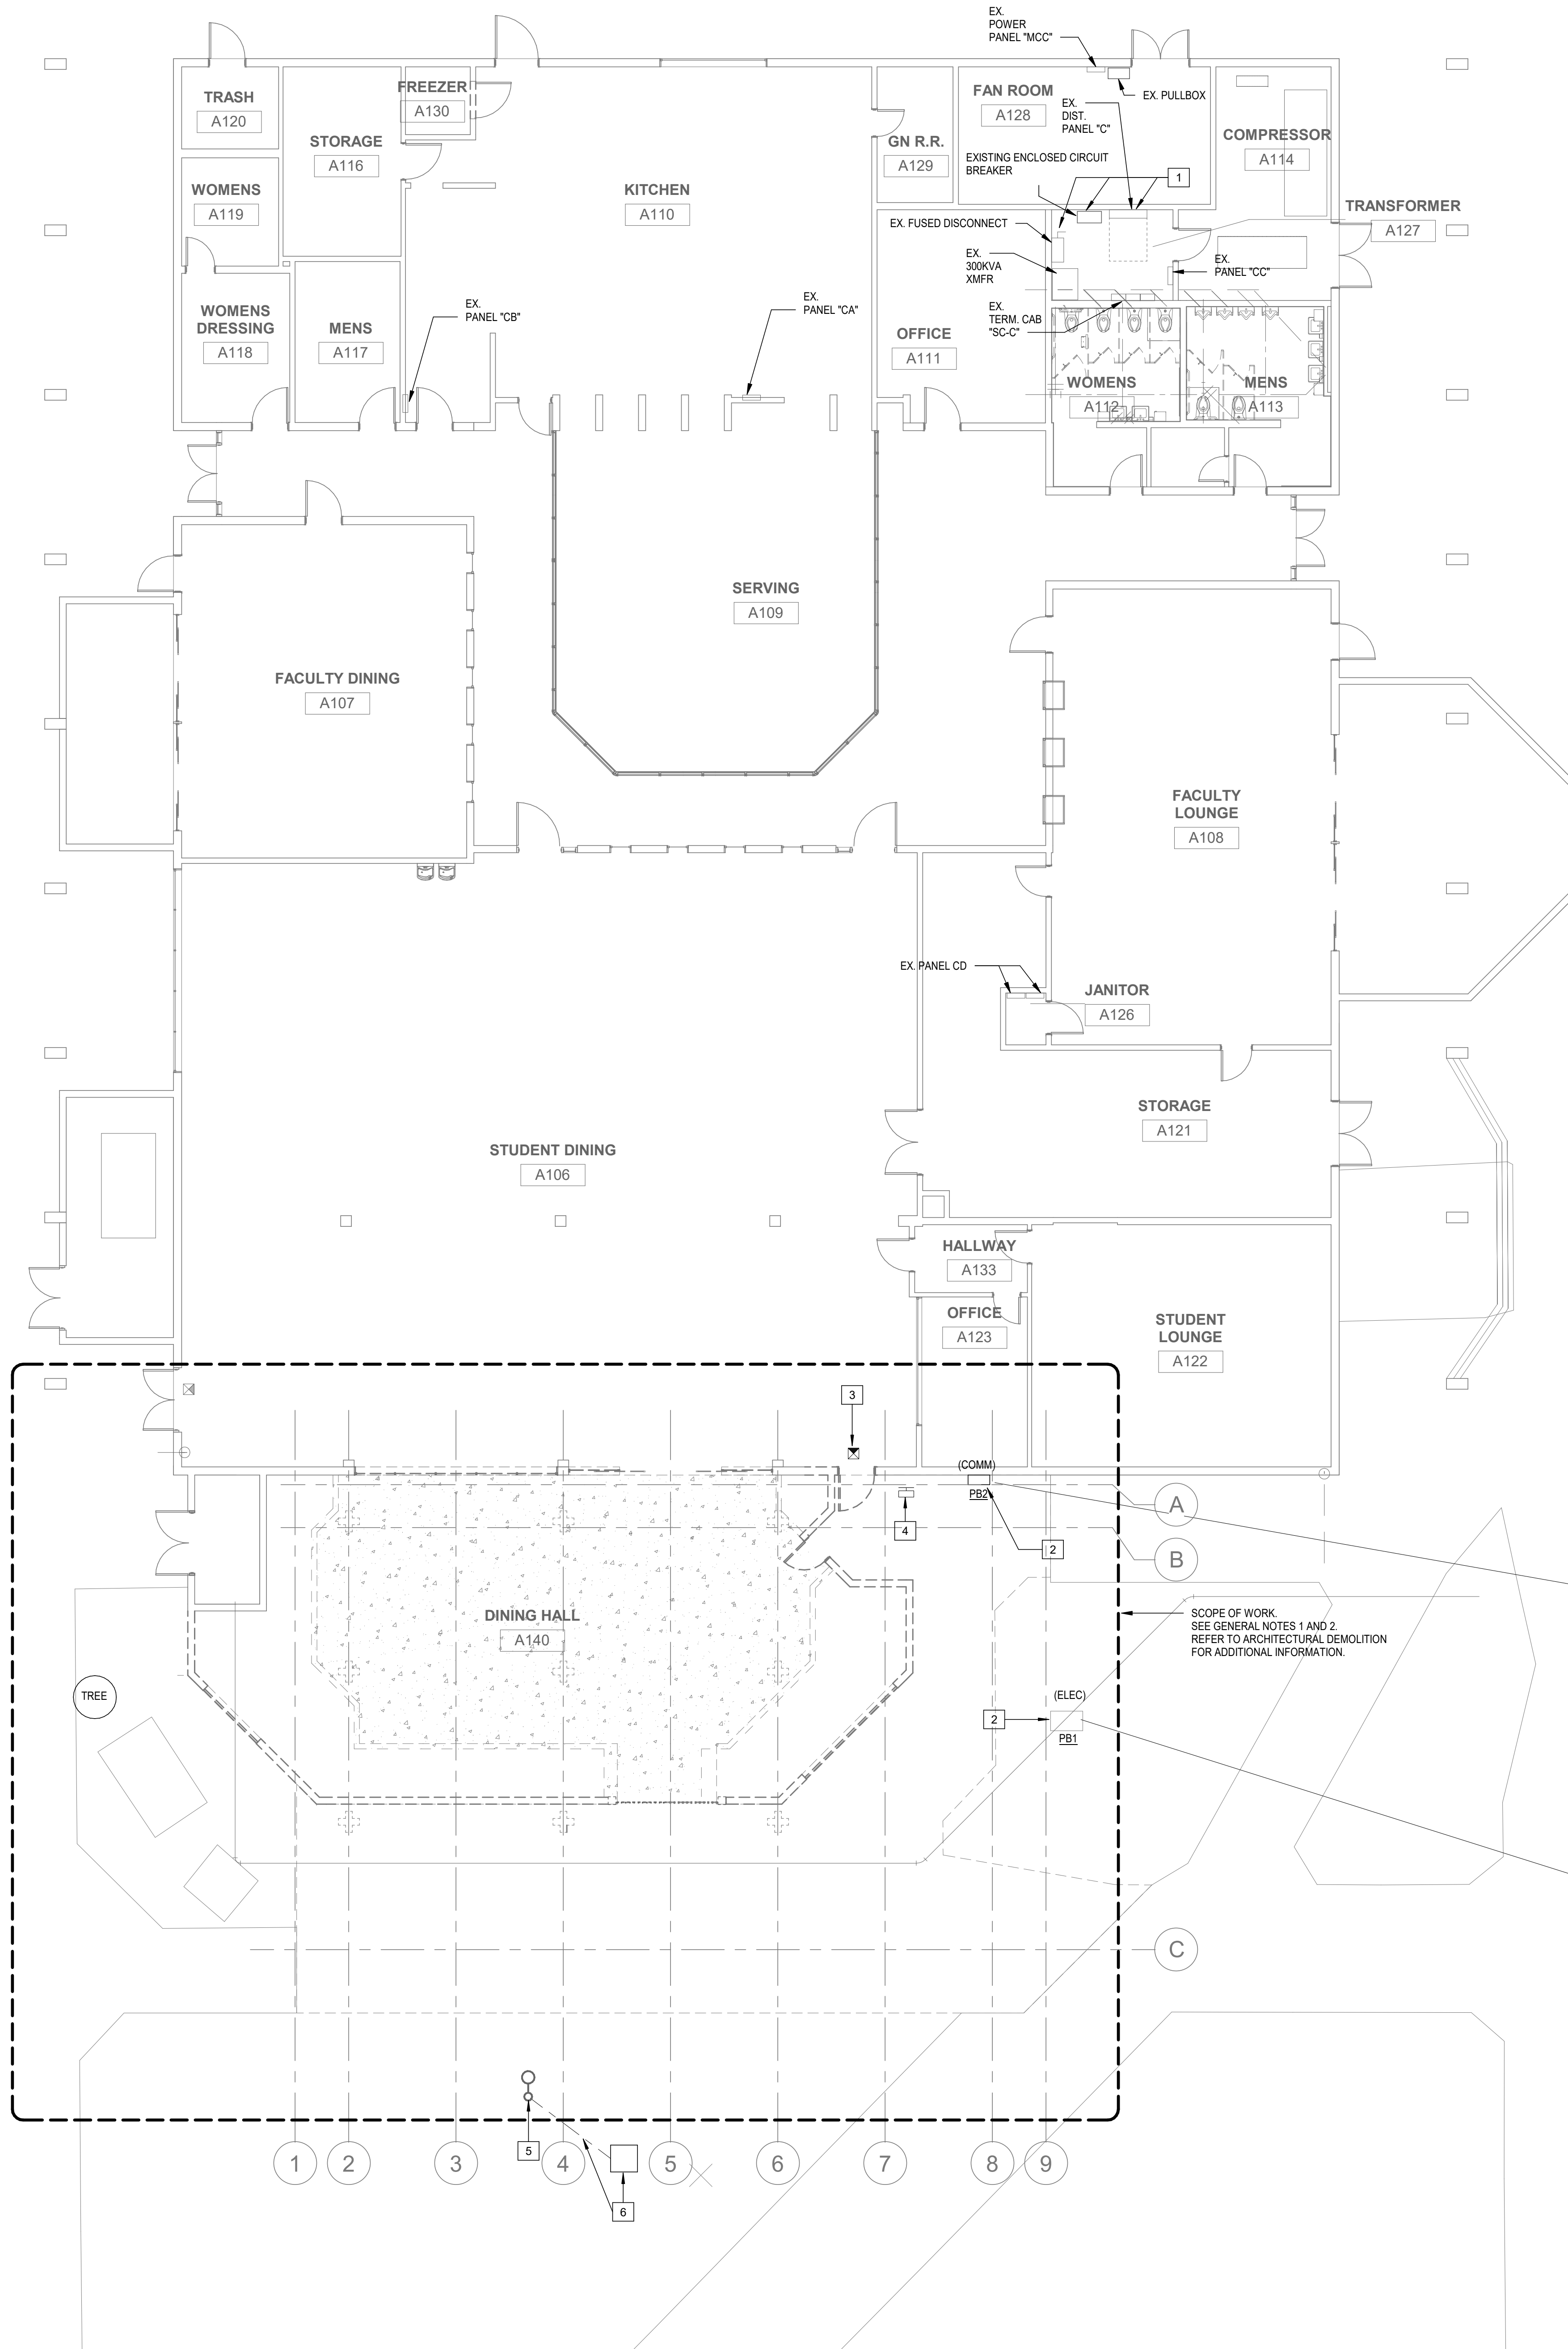 EX.
POWER
PANEL "MCC"
TRASH
A120
FREEZER
A130
FAN ROOM
A128
EX. PULLBOX
EX.
DIST.
PANEL "C"
STORAGE
A116
GN R.R.
A129
COMPRESSOR
A114
EXISTING ENCLOSED CIRCUIT
BREAKER
1
WOMENS
A119
KITCHEN
A110
TRANSFORMER
A127
EX. FUSED DISCONNECT
EX.
300KVA
XMFR
EX.
PANEL "CC"
EX.
PANEL "CB"
EX.
PANEL "CA"
EX.
TERM. CAB
"SC-C"
WOMENS
DRESSING
A118
MENS
A117
OFFICE
A111
WOMENS
A112
MENS
A113
SERVING
A109
FACULTY DINING
A107
FACULTY
LOUNGE
A108
EX. PANEL CD
JANITOR
A126
STORAGE
A121
STUDENT DINING
A106
HALLWAY
A133
OFFICE
A123
STUDENT
LOUNGE
A122
3
(COMM)
PB2
A
4
2
B
DINING HALL
A140
SCOPE OF WORK.
SEE GENERAL NOTES 1 AND 2.
REFER TO ARCHITECTURAL DEMOLITION
FOR ADDITIONAL INFORMATION.
TREE
(ELEC)
2
PB1
C
5
1
2
3
4
5
6
7
8
9
6